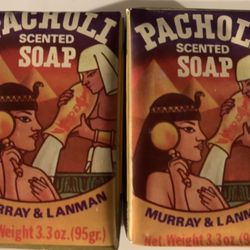 PACHOLI
SCENTED
SOAP
RRAY & LANMAN
Weight 3.3 oz. (95gr.)
PACHOLI
SCENTED
SOAP
MURRAY & LANMAN
Net. Weight 3.3 oz.